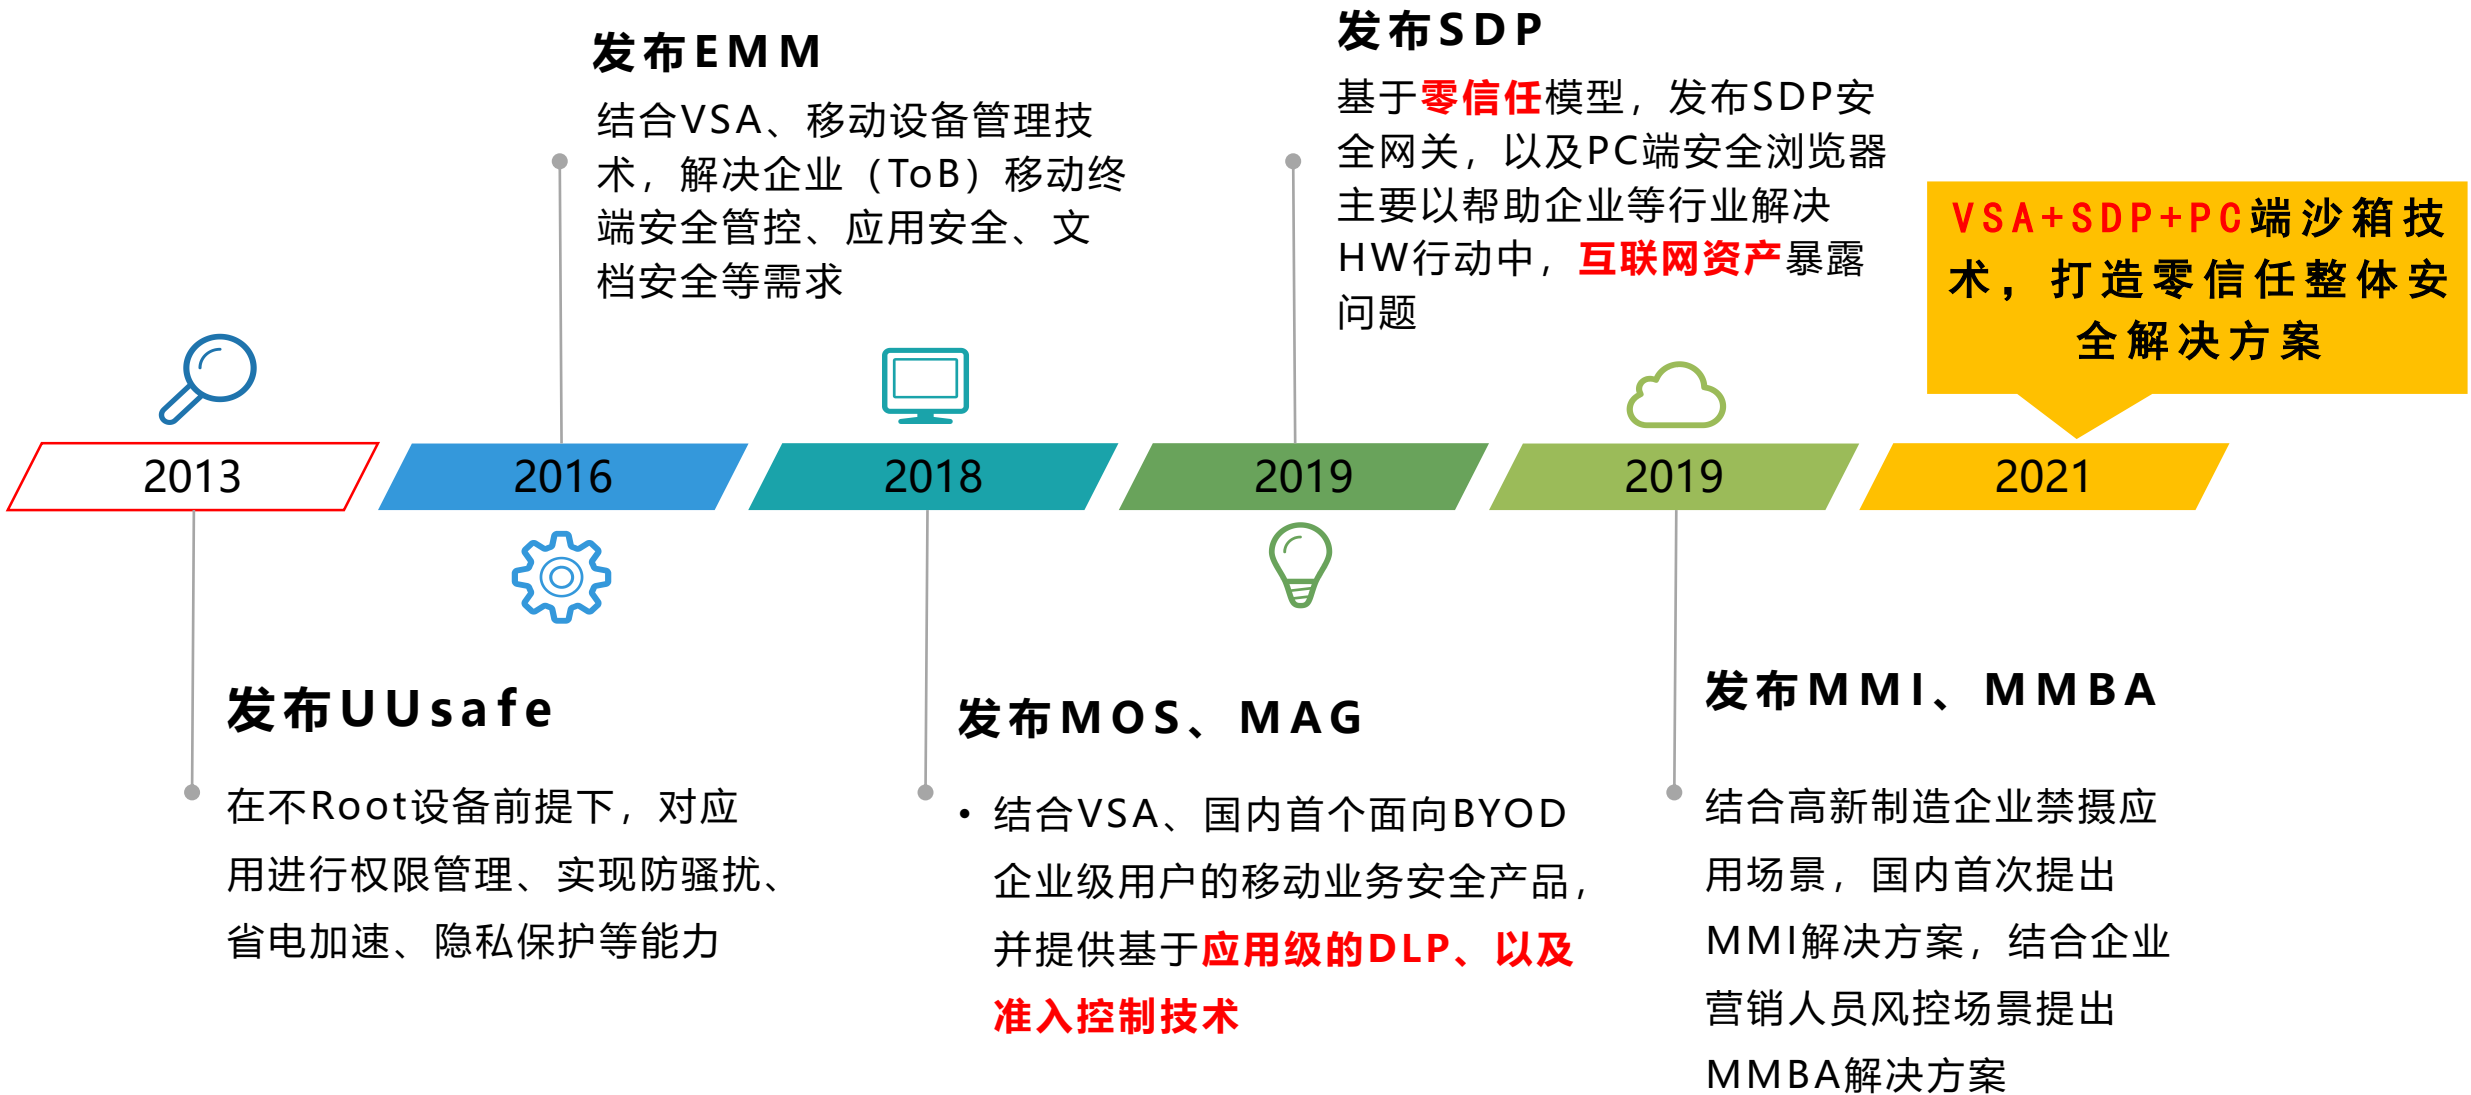 发布EMM
结合VSA、移动设备管理技
术，解决企业（ToB）移动终
端安全管控、应用安全、文
档安全等需求
发布SDP
基于零信任模型，发布SDP安
全网关，以及PC端安全浏览器
主要以帮助企业等行业解决
HW行动中，互联网资产暴露
问题
VSA+SDP+PC端沙箱技
术，打造零信任整体安
全解决方案
2013
2016
2018
2019
2019
2021
发布UUsafe
在不Root设备前提下，对应
用进行权限管理、实现防骚扰、
省电加速、隐私保护等能力
发布MOS、MAG
• 结合VSA、国内首个面向BYOD
企业级用户的移动业务安全产品，
并提供基于应用级的DLP、以及
准入控制技术
发布MMI、MMBA
结合高新制造企业禁摄应
用场景，国内首次提出
MMI解决方案，结合企业
营销人员风控场景提出
MMBA解决方案